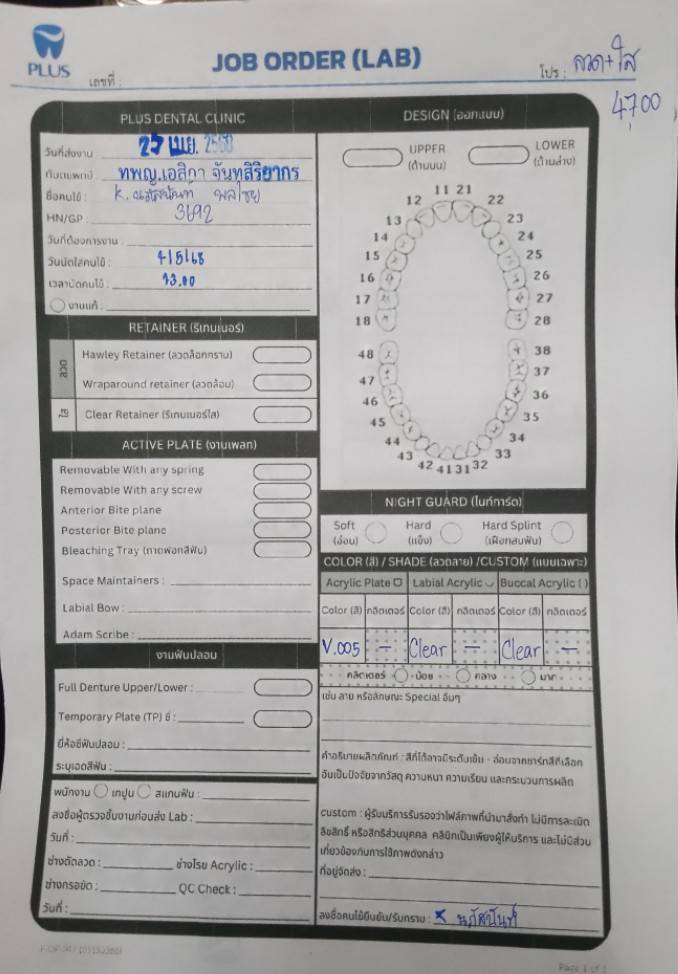 PLUS
JOB ORDER (LAB)
เลขที่ :
โปร : ลวด+ใส
4,700
PLUS DENTAL CLINIC
วันที่ส่งงาน : 27 เม.ย. 2568
ทันตแพทย์ : ทพญ.เอสิกา จันทสิริยากร
ชื่อคนไข้ : K.
HN/GP : 3692
วันที่ต้องการงาน :
วันนัดใส่คนไข้ : 4/5/68
เวลานัดคนไข้ : 13.00
งานแก้ :
RETAINER (รีเทนเนอร์)
ลวด
Hawley Retainer (ลวดล็อกกราม)
Wraparound retainer (ลวดอ้อม)
ใส
Clear Retainer (รีเทนเนอร์ใส)
ACTIVE PLATE (งานเพลท)
Removable With any spring
Removable With any screw
Anterior Bite plane
Posterior Bite plane
Bleaching Tray (ถาดฟอกสีฟัน)
Space Maintainers :
Labial Bow :
Adam Scribe :
งานฟันปลอม
Full Denture Upper/Lower :
Temporary Plate (TP) ซี่ :
ยี่ห้อซี่ฟันปลอม :
ระบุเฉดสีฟัน :
พนักงาน เทปูน สแกนฟัน :
ลงชื่อผู้ตรวจชิ้นงานก่อนส่ง Lab :
วันที่ :
ช่างดัดลวด : ช่างโรย Acrylic :
ช่างกรอขัด : QC Check :
วันที่ :
DESIGN (ออกแบบ)
UPPER (ด้านบน)
LOWER (ด้านล่าง)
11 21
12 22
13 23
14 24
15 25
16 26
17 27
18 28
48 38
47 37
46 36
45 35
44 34
43 33
42 41 31 32
NIGHT GUARD (ไนท์การ์ด)
Soft (อ่อน)
Hard (แข็ง)
Hard Splint (เฝือกสบฟัน)
COLOR (สี) / SHADE (ลวดลาย) /CUSTOM (แบบเฉพาะ)
Acrylic Plate Labial Acrylic Buccal Acrylic ( )
Color (สี) กลิตเตอร์ Color (สี) กลิตเตอร์ Color (สี) กลิตเตอร์
V.005 – Clear – Clear –
กลิตเตอร์ น้อย กลาง มาก
เช่น ลาย หรือลักษณะ Special อื่นๆ
คำอธิบายผลิตภัณฑ์ : สีที่ได้อาจมีระดับเข้ม - อ่อนจากชาร์ทสีที่เลือก
อันเป็นปัจจัยจากวัสดุ ความหนา ความเรียบ และกระบวนการผลิต
custom : ผู้รับบริการรับรองว่าไฟล์ภาพที่นำมาสั่งทำ ไม่มีการละเมิด
ลิขสิทธิ์ หรือสิทธิส่วนบุคคล คลินิกเป็นเพียงผู้ให้บริการ และไม่มีส่วน
เกี่ยวข้องกับการใช้ภาพดังกล่าว
ที่อยู่จัดส่ง :
ลงชื่อคนไข้ยืนยัน/รับทราบ : x นภัสนันท์